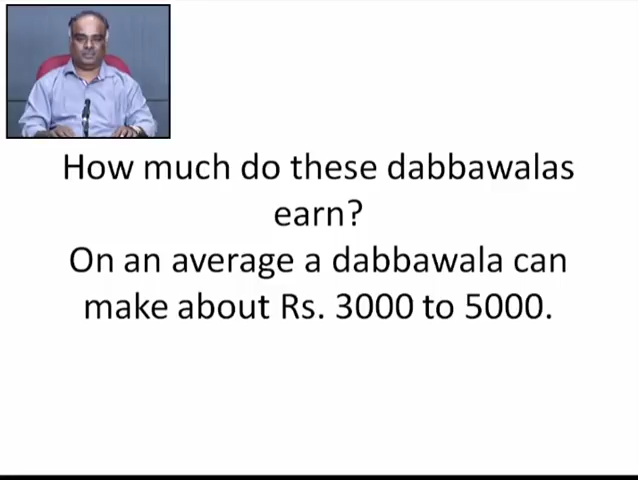 How much do these dabbawalas
earn?
On an average a dabbawala can
make about Rs. 3000 to 5000.